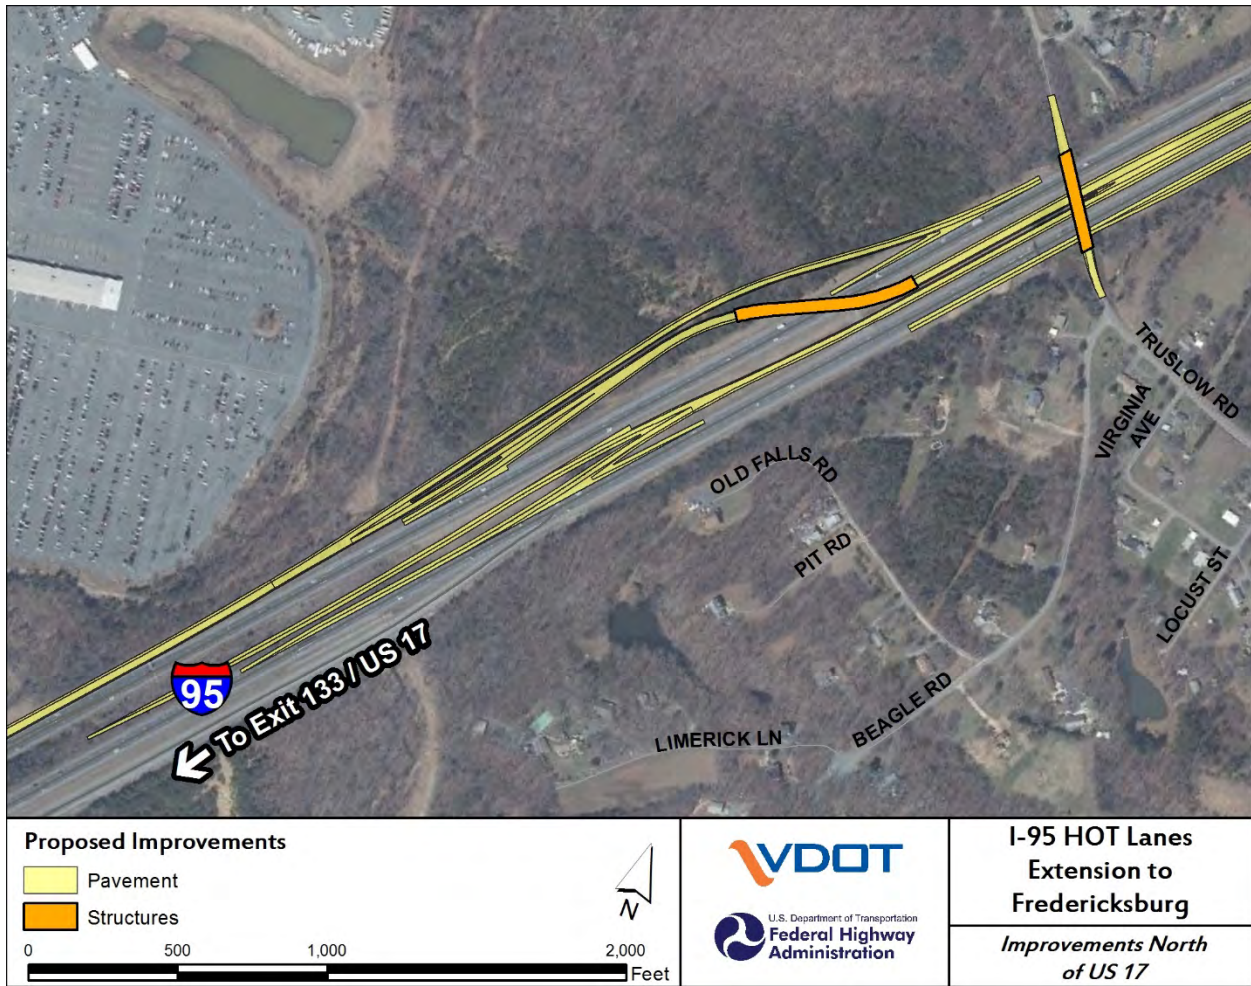 TRUSLOW RD
VIRGINIA
AVE
OLD FALLS RD
PIT RD
LOCUST ST
BEAGLE RD
LIMERICK LN
95
To Exit 133 / US 17
Proposed Improvements
Pavement
Structures
N
0 500 1,000 2,000
Feet
VDOT
U.S. Department of Transportation
Federal Highway
Administration
I-95 HOT Lanes
Extension to
Fredericksburg
Improvements North
of US 17